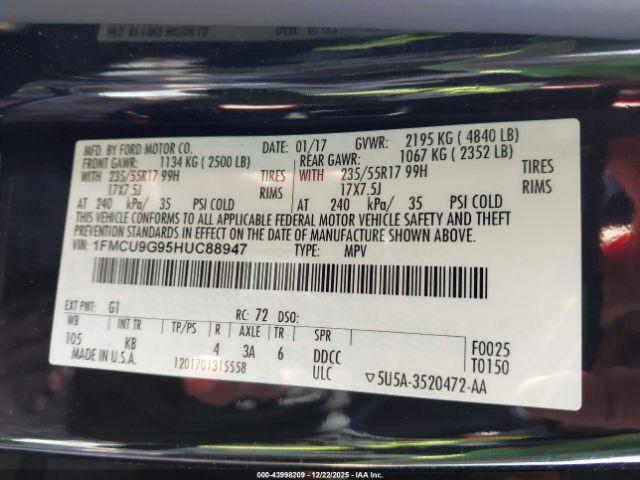 MFD. BY FORD MOTOR CO.
MFD. BY FORD MOTOR CO. DATE: 01/17 GVWR: 2195 KG ( 4840 LB)
FRONT GAWR: 1134 KG ( 2500 LB) REAR GAWR: 1067 KG ( 2352 LB)
WITH 235/55R17 99H TIRES WITH 235/55R17 99H TIRES
17X7.5J RIMS 17X7.5J RIMS
AT 240 kPa/ 35 PSI COLD AT 240 kPa/ 35 PSI COLD
THIS VEHICLE CONFORMS TO ALL APPLICABLE FEDERAL MOTOR VEHICLE SAFETY AND THEFT
PREVENTION STANDARDS IN EFFECT ON THE DATE OF MANUFACTURE SHOWN ABOVE.
VIN: 1FMCU9G95HUC88947 TYPE: MPV
EXT PNT: G1 RC: 72 DSO:
WB INT TR TP/PS R AXLE TR SPR F0025
105 KB 4 3A 6 DDCC T0150
MADE IN U.S.A. 1201701315558 ULC 5U5A-3520472-AA
000-43998209 - 12/22/2025 - IAA Inc.